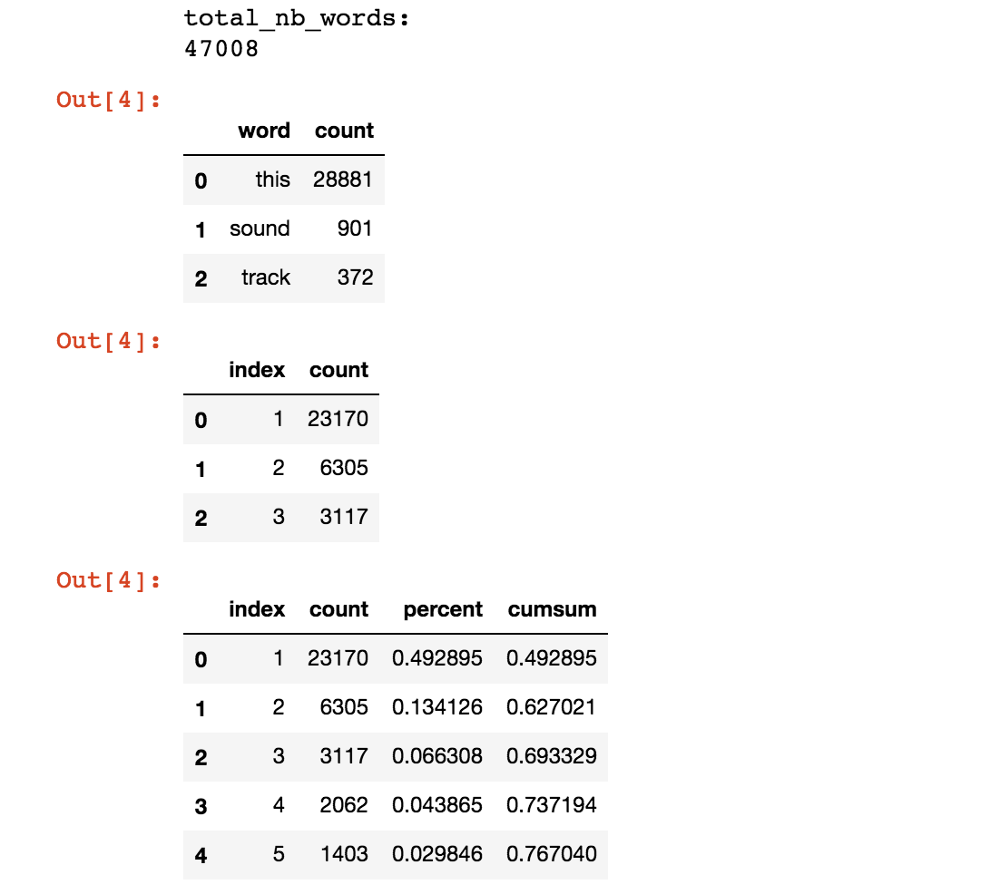 total_nb_words:
47008
Out[4]:
word count
0 this 28881
1 sound 901
2 track 372
Out[4]:
index count
0 1 23170
1 2 6305
2 3 3117
Out[4]:
index count percent cumsum
0 1 23170 0.492895 0.492895
1 2 6305 0.134126 0.627021
2 3 3117 0.066308 0.693329
3 4 2062 0.043865 0.737194
4 5 1403 0.029846 0.767040